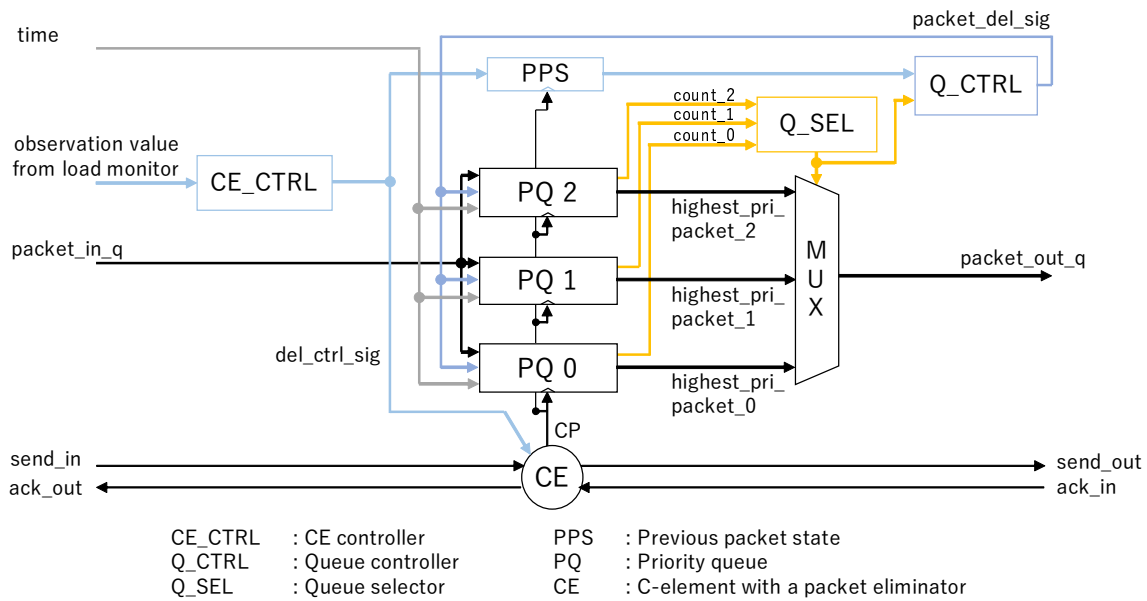 packet_del_sig
time
PPS
Q_CTRL
count_2
count_1
count_0
Q_SEL
observation value
from load monitor
CE_CTRL
PQ 2
highest_pri_
packet_2
packet_in_q
PQ 1
highest_pri_
packet_1
M
U
X
packet_out_q
del_ctrl_sig
PQ 0
highest_pri_
packet_0
CP
send_in
CE
send_out
ack_out
ack_in
CE_CTRL : CE controller
Q_CTRL : Queue controller
Q_SEL : Queue selector
PPS : Previous packet state
PQ : Priority queue
CE : C-element with a packet eliminator